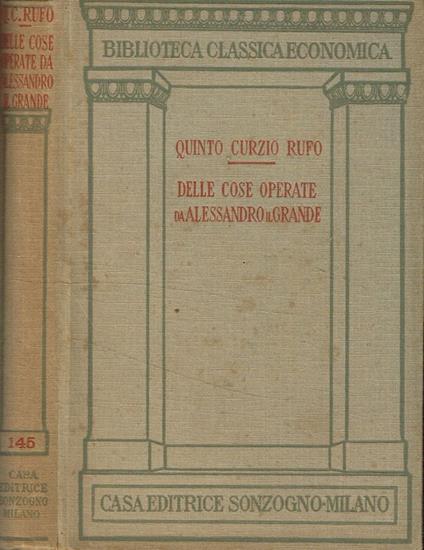 Q.C. RUFO
DELLE COSE
OPERATE DA
ALESSANDRO
IL GRANDE
145
CASA
EDITRICE
SONZOGNO
MILANO
BIBLIOTECA CLASSICA ECONOMICA
QUINTO CURZIO RUFO
DELLE COSE OPERATE
DA ALESSANDRO IL GRANDE
CASA EDITRICE SONZOGNO-MILANO